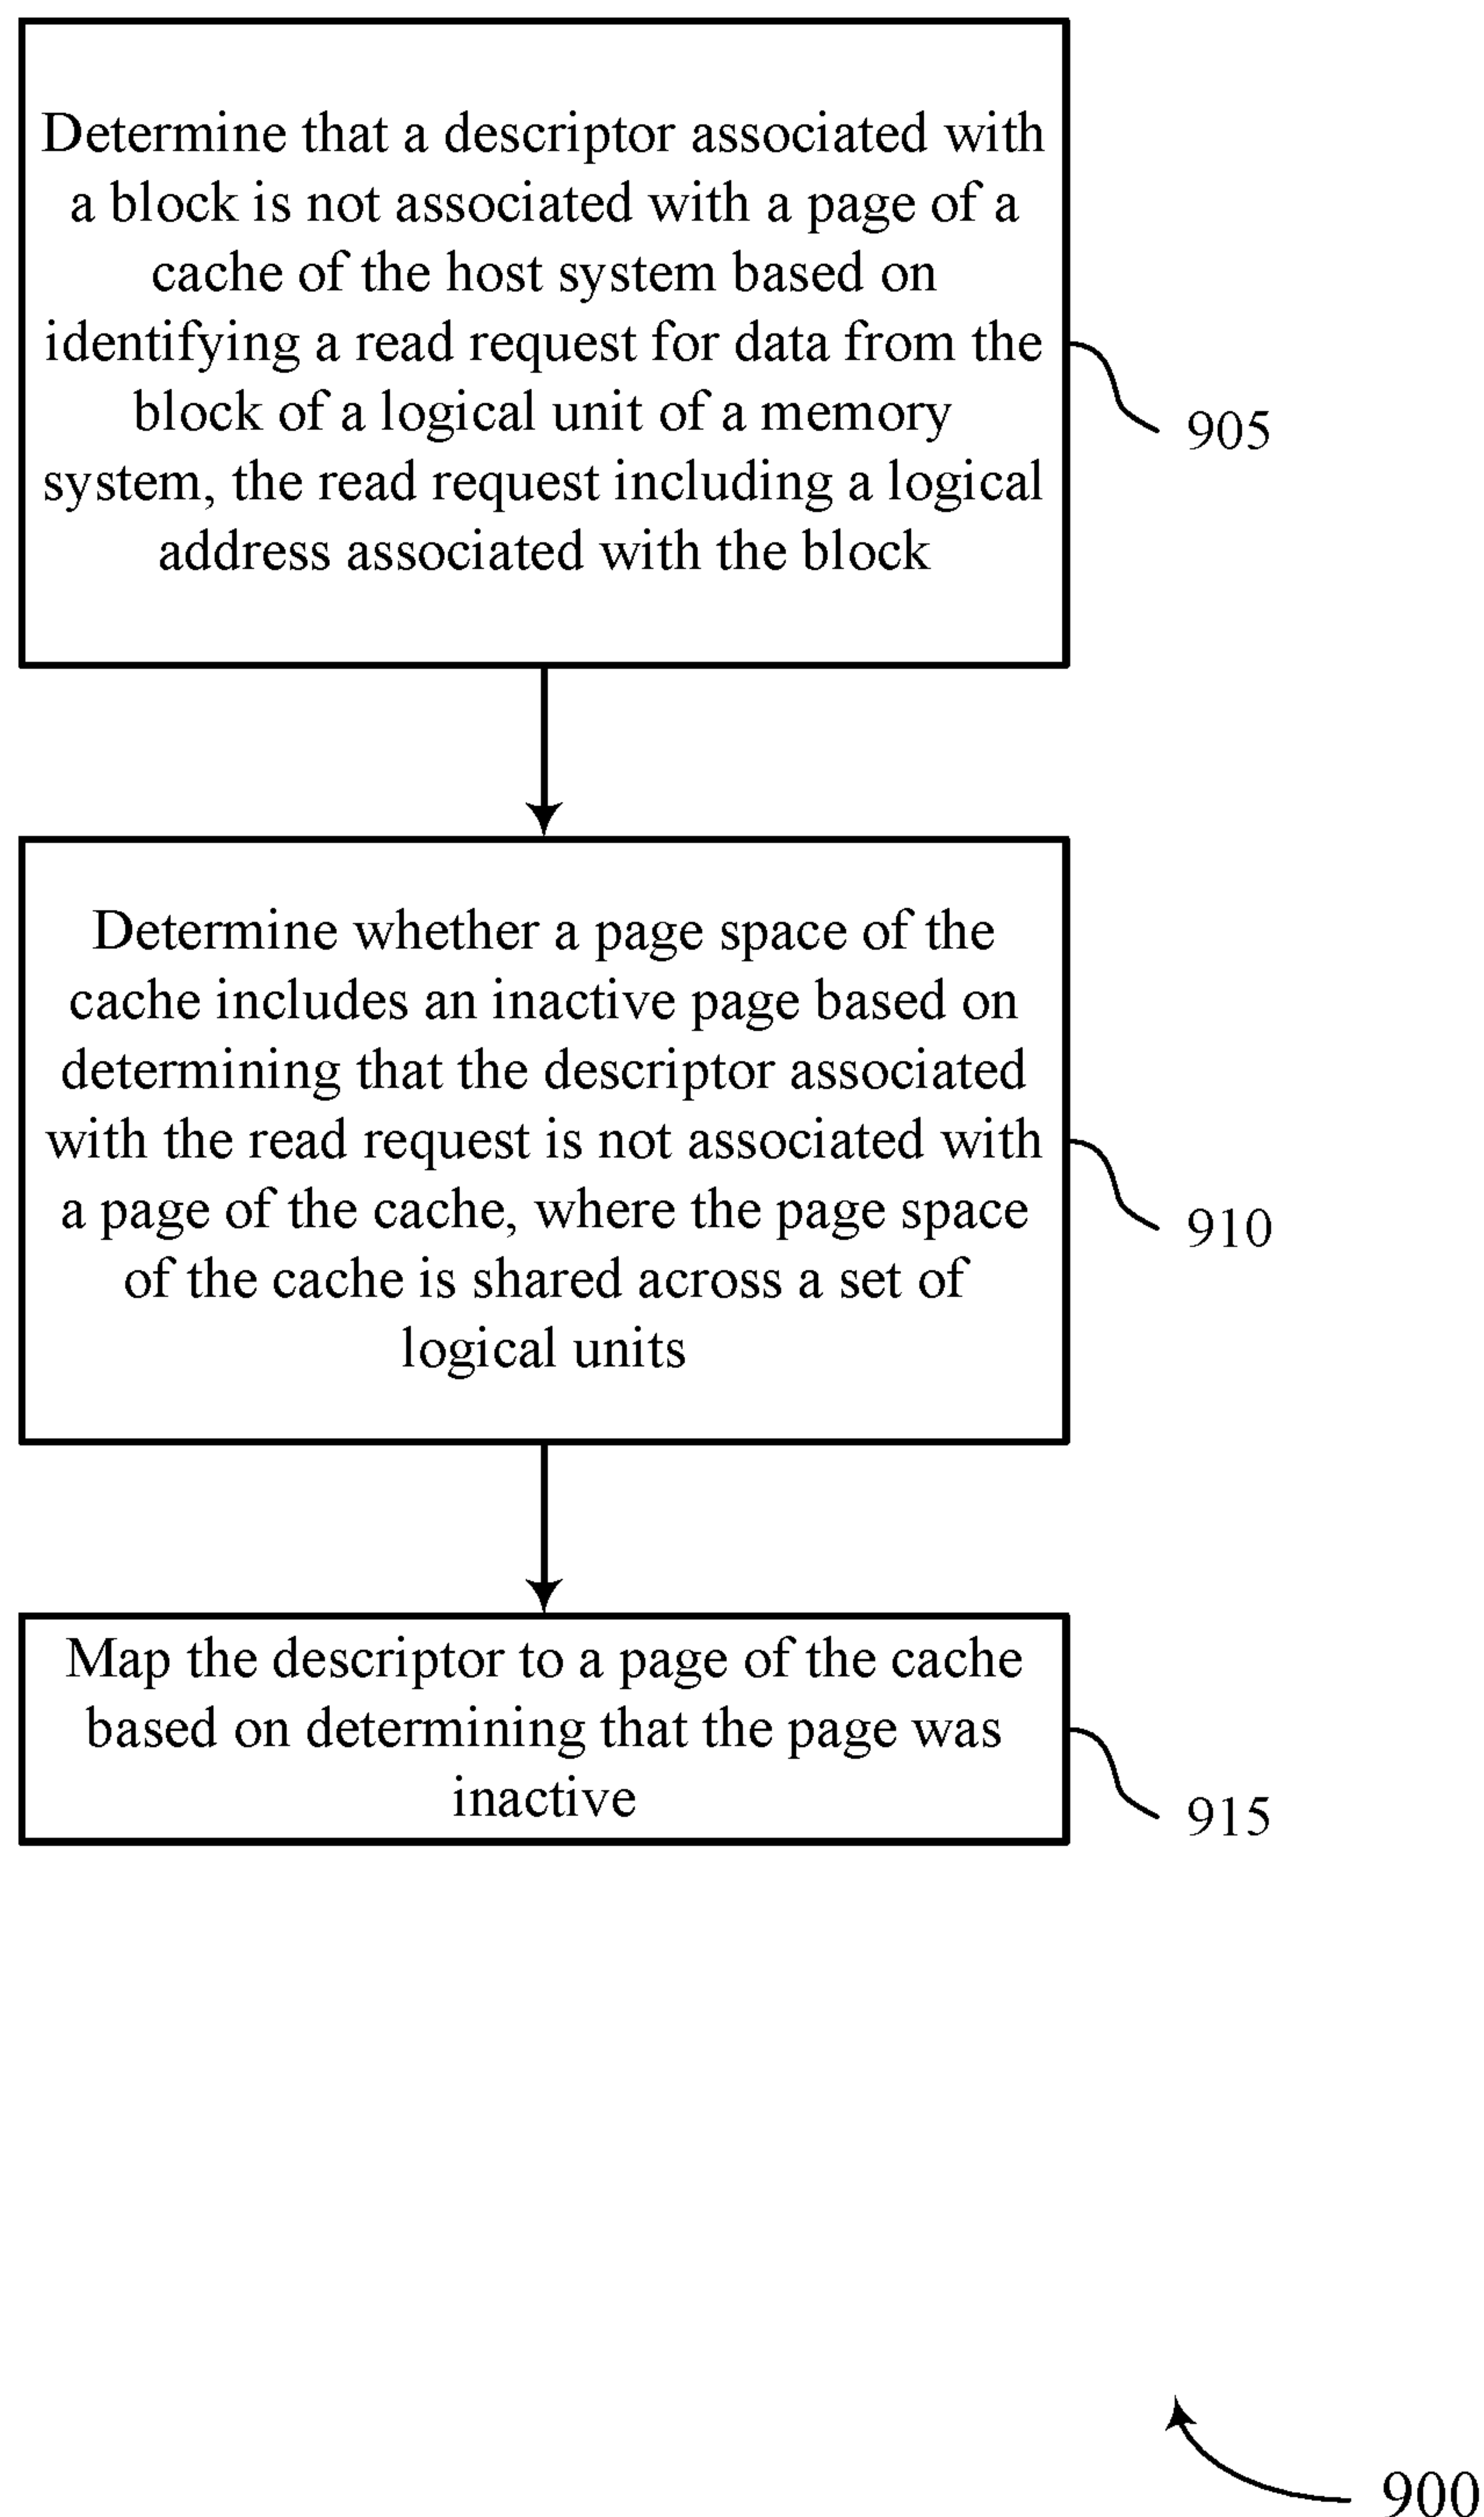 Determine that a descriptor associated with
a block is not associated with a page of a
cache of the host system based on
identifying a read request for data from the
block of a logical unit of a memory
system, the read request including a logical
address associated with the block
905
Determine whether a page space of the
cache includes an inactive page based on
determining that the descriptor associated
with the read request is not associated with
a page of the cache, where the page space
of the cache is shared across a set of
logical units
910
Map the descriptor to a page of the cache
based on determining that the page was
inactive
915
900